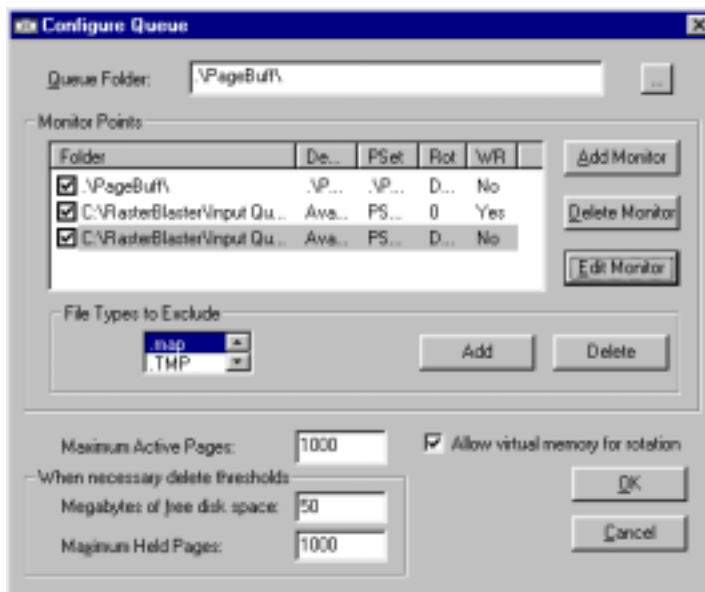 Configure Queue
Queue Folder: .\PageBuff\ ...
Monitor Points
Folder De... PSet Rot WR
.\PageBuff\ .\P... .\P... D... No
C:\RasterBlaster\Input Qu... Ava... PS... 0 Yes
C:\RasterBlaster\Input Qu... Ava... PS... D... No
Add Monitor
Delete Monitor
Edit Monitor
File Types to Exclude
.map
.TMP
Add Delete
Maximum Active Pages: 1000 Allow virtual memory for rotation
When necessary delete thresholds
Megabytes of free disk space: 50
Maximum Held Pages: 1000
OK
Cancel